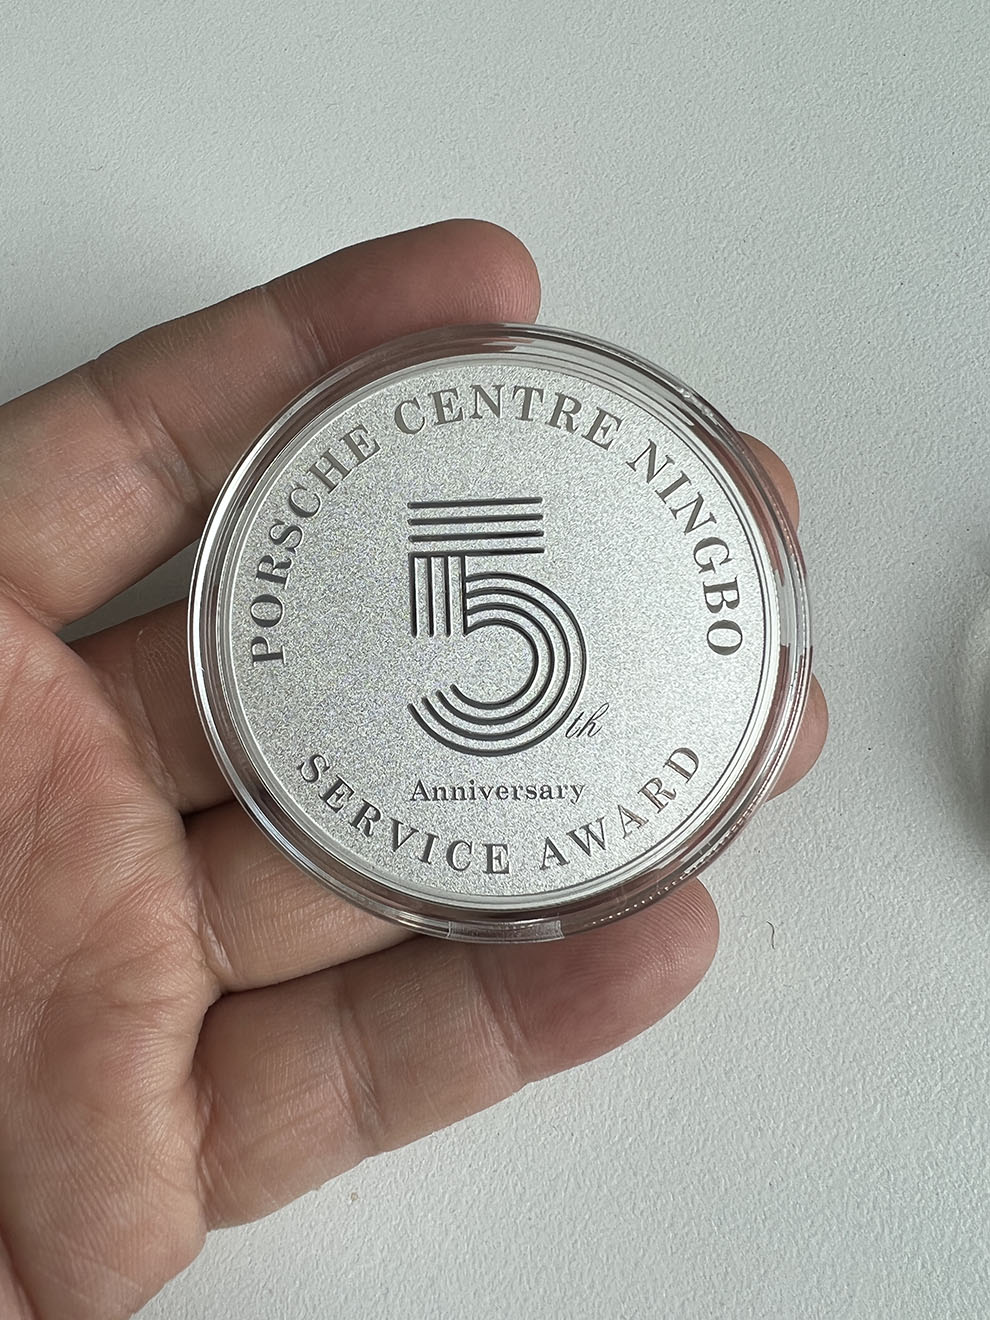 PORSCHE CENTRE NINGBO
5th
Anniversary
SERVICE AWARD